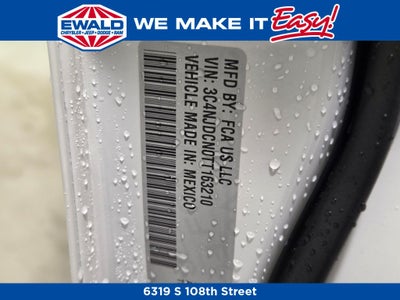 EWALD
CHRYSLER • JEEP • DODGE • RAM
WE MAKE IT Easy!
MFD BY: FCA US LLC
VIN: 3C4NJDCN0TT163210
VEHICLE MADE IN: MEXICO
6319 S 108th Street